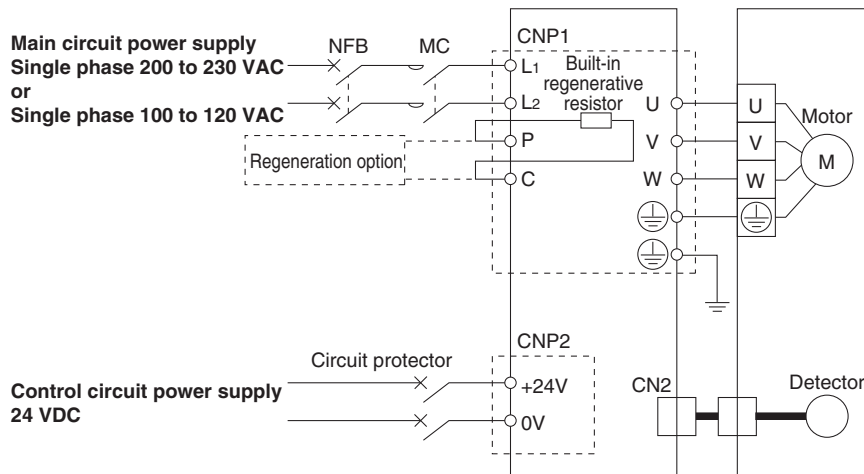 Main circuit power supply
Single phase 200 to 230 VAC
or
Single phase 100 to 120 VAC
NFB
MC
CNP1
L1
L2
P
C
Built-in
regenerative
resistor
Regeneration option
U
V
W
U
V
W
Motor
M
Control circuit power supply
24 VDC
Circuit protector
CNP2
+24V
0V
CN2
Detector